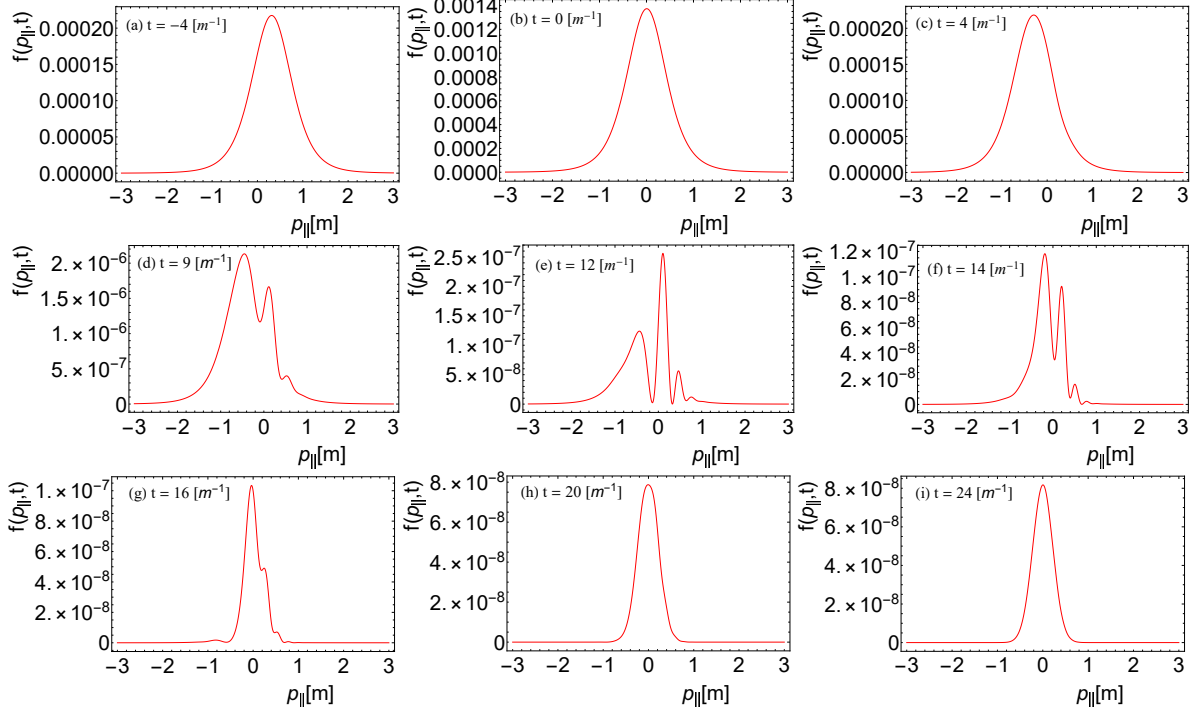 (a) t = −4 [m⁻¹]
f(p||,t)
0.00020
0.00015
0.00010
0.00005
0.00000
−3 −2 −1 0 1 2 3
p||[m]
(b) t = 0 [m⁻¹]
f(p||,t)
0.0014
0.0012
0.0010
0.0008
0.0006
0.0004
0.0002
0.0000
−3 −2 −1 0 1 2 3
p||[m]
(c) t = 4 [m⁻¹]
f(p||,t)
0.00020
0.00015
0.00010
0.00005
0.00000
−3 −2 −1 0 1 2 3
p||[m]
(d) t = 9 [m⁻¹]
f(p||,t)
2.×10⁻⁶
1.5×10⁻⁶
1.×10⁻⁶
5.×10⁻⁷
0
−3 −2 −1 0 1 2 3
p||[m]
(e) t = 12 [m⁻¹]
f(p||,t)
2.5×10⁻⁷
2.×10⁻⁷
1.5×10⁻⁷
1.×10⁻⁷
5.×10⁻⁸
0
−3 −2 −1 0 1 2 3
p||[m]
(f) t = 14 [m⁻¹]
f(p||,t)
1.2×10⁻⁷
1.×10⁻⁷
8.×10⁻⁸
6.×10⁻⁸
4.×10⁻⁸
2.×10⁻⁸
0
−3 −2 −1 0 1 2 3
p||[m]
(g) t = 16 [m⁻¹]
f(p||,t)
1.×10⁻⁷
8.×10⁻⁸
6.×10⁻⁸
4.×10⁻⁸
2.×10⁻⁸
0
−3 −2 −1 0 1 2 3
p||[m]
(h) t = 20 [m⁻¹]
f(p||,t)
8.×10⁻⁸
6.×10⁻⁸
4.×10⁻⁸
2.×10⁻⁸
0
−3 −2 −1 0 1 2 3
p||[m]
(i) t = 24 [m⁻¹]
f(p||,t)
8.×10⁻⁸
6.×10⁻⁸
4.×10⁻⁸
2.×10⁻⁸
0
−3 −2 −1 0 1 2 3
p||[m]